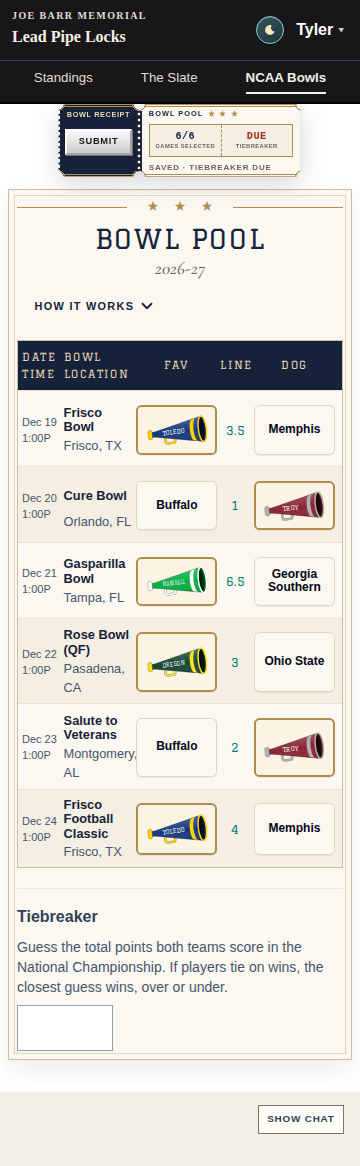 JOE BARR MEMORIAL
Lead Pipe Locks
Tyler
Standings
The Slate
NCAA Bowls
BOWL RECEIPT
SUBMIT
BOWL POOL
6/6
GAMES SELECTED
DUE
TIEBREAKER
SAVED · TIEBREAKER DUE
BOWL POOL
2026-27
HOW IT WORKS
DATE TIME
BOWL LOCATION
FAV
LINE
DOG
Dec 19
1:00P
Frisco Bowl
Frisco, TX
TOLEDO
3.5
Memphis
Dec 20
1:00P
Cure Bowl
Orlando, FL
Buffalo
1
TROY
Dec 21
1:00P
Gasparilla Bowl
Tampa, FL
MARSHALL
6.5
Georgia Southern
Dec 22
1:00P
Rose Bowl (QF)
Pasadena, CA
OREGON
3
Ohio State
Dec 23
1:00P
Salute to Veterans
Montgomery, AL
Buffalo
2
TROY
Dec 24
1:00P
Frisco Football Classic
Frisco, TX
TOLEDO
4
Memphis
Tiebreaker
Guess the total points both teams score in the
National Championship. If players tie on wins, the
closest guess wins, over or under.
SHOW CHAT